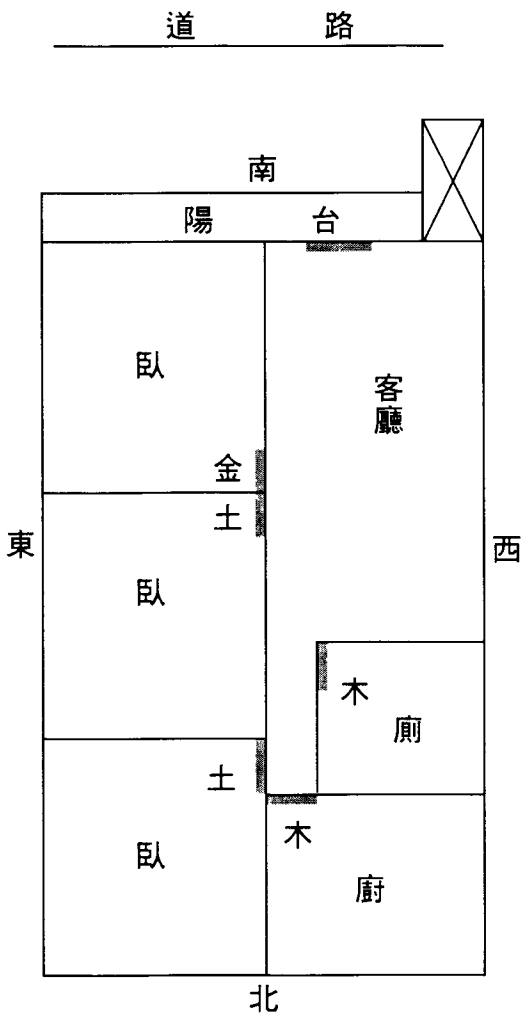 道 路
南
陽 台
臥
客廳
金
土
東
西
臥
木
廁
土
木
臥
廚
北